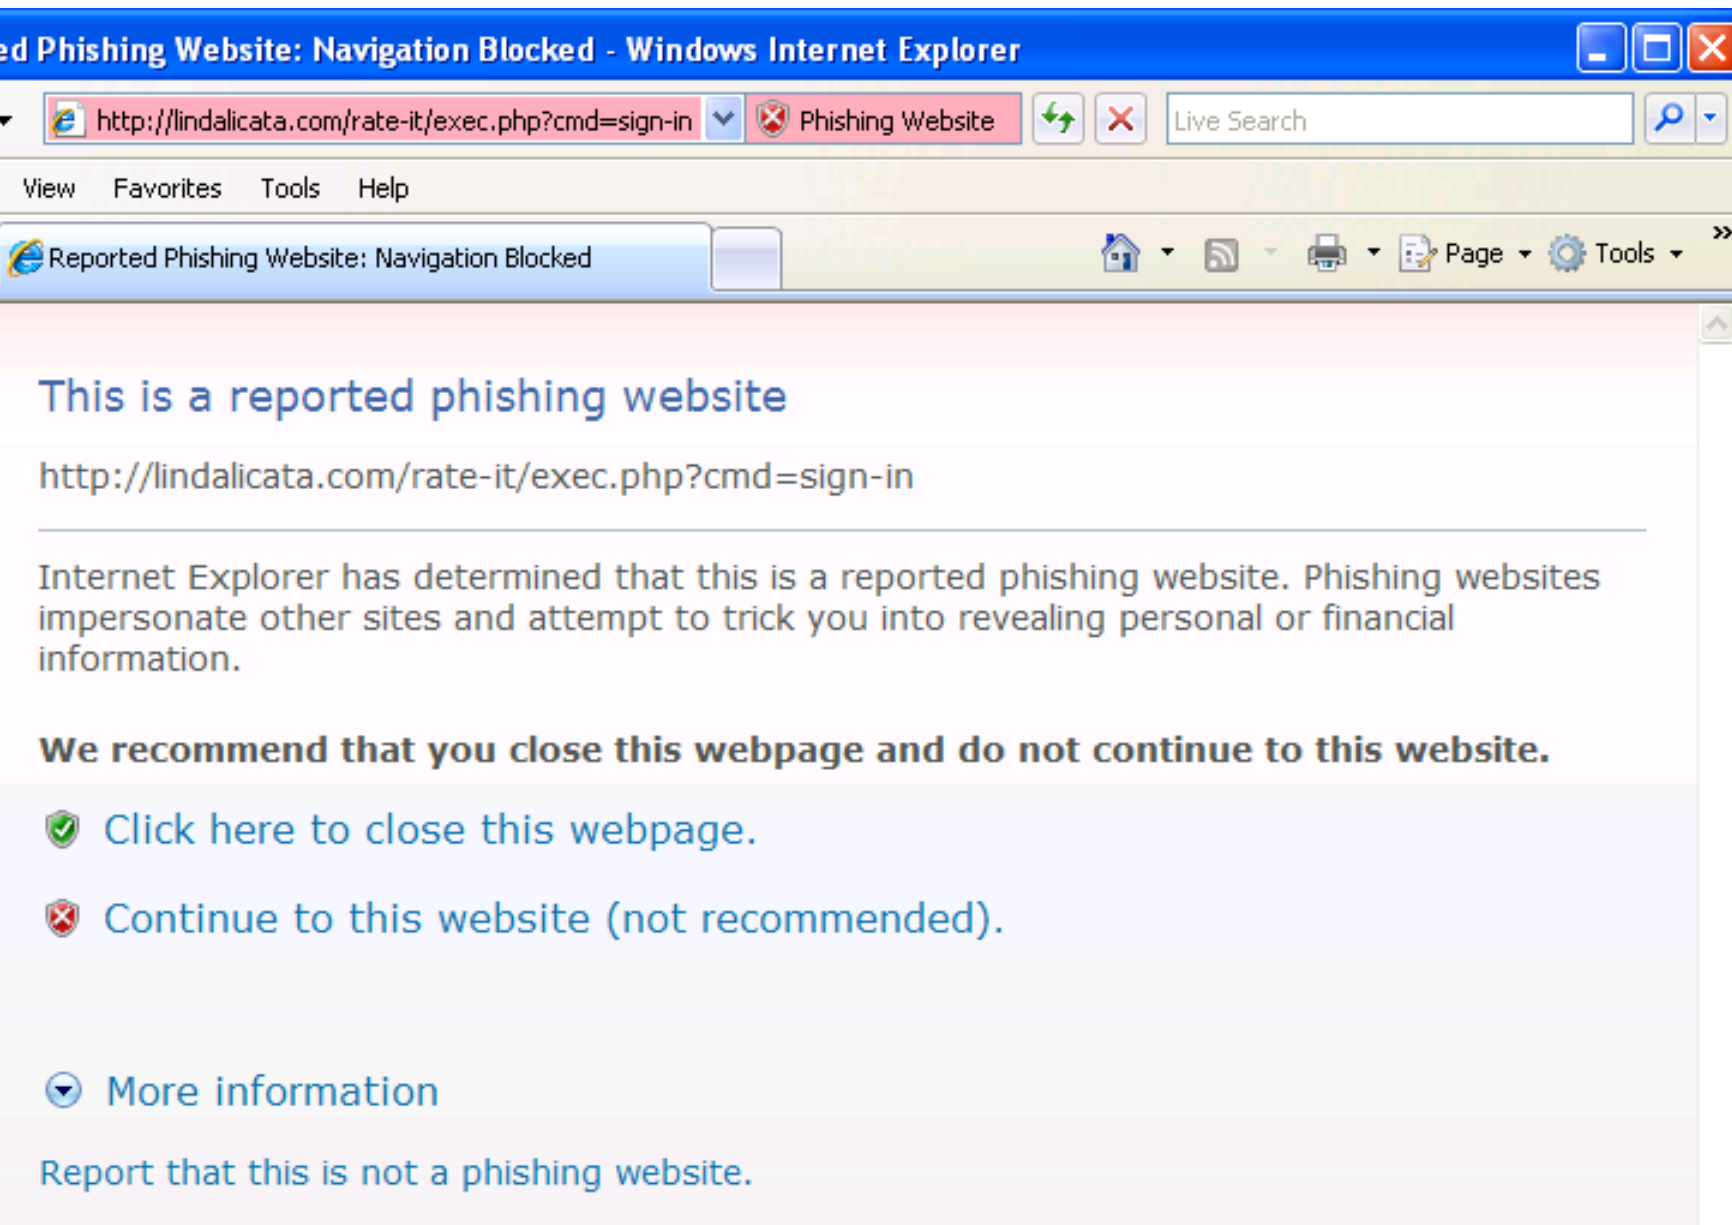 ed Phishing Website: Navigation Blocked - Windows Internet Explorer
http://lindalicata.com/rate-it/exec.php?cmd=sign-in Phishing Website Live Search
View Favorites Tools Help
Reported Phishing Website: Navigation Blocked Page Tools »
This is a reported phishing website
http://lindalicata.com/rate-it/exec.php?cmd=sign-in
Internet Explorer has determined that this is a reported phishing website. Phishing websites
impersonate other sites and attempt to trick you into revealing personal or financial
information.
We recommend that you close this webpage and do not continue to this website.
Click here to close this webpage.
Continue to this website (not recommended).
More information
Report that this is not a phishing website.